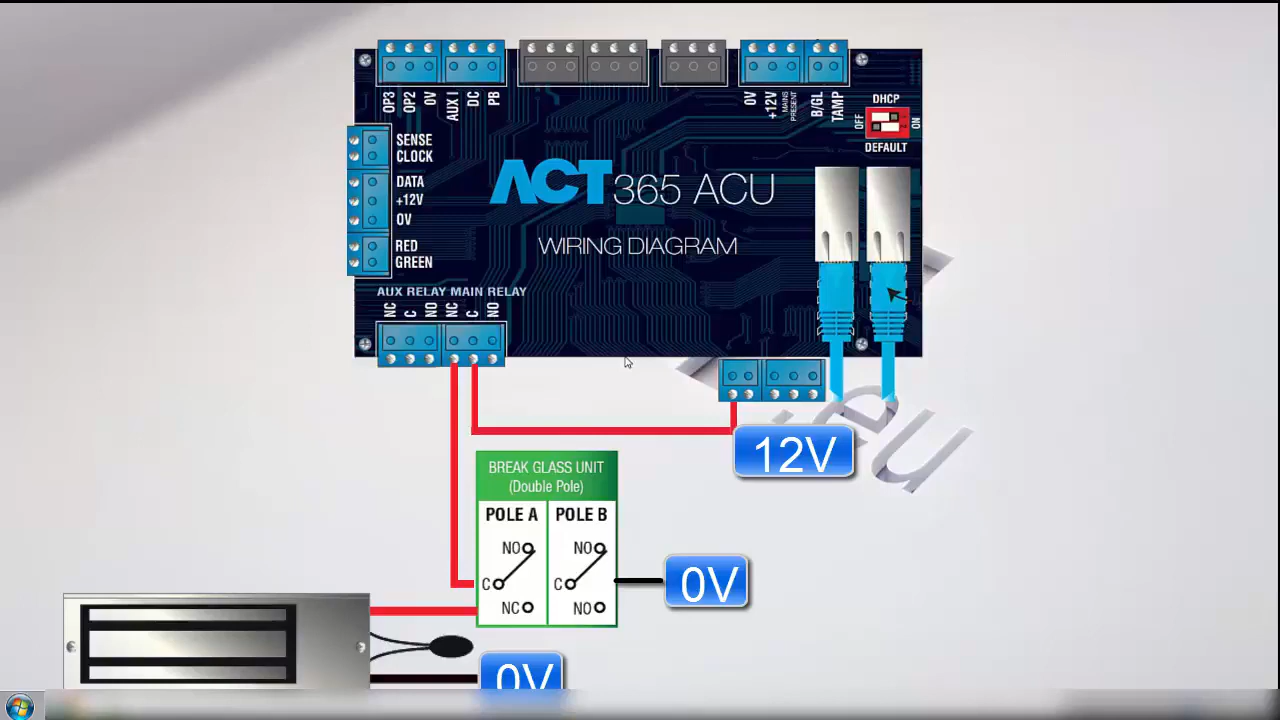 OP3
OP2
0V
AUX I
DC
PB
0V
+12V
MAINS PRESENT
B/GL
TAMP
DHCP
OFF
ON
DEFAULT
SENSE
CLOCK
DATA
+12V
0V
RED
GREEN
ACT365 ACU
WIRING DIAGRAM
AUX RELAY MAIN RELAY
NC
C
NO
NC
C
NO
eu
12V
BREAK GLASS UNIT
(Double Pole)
POLE A
POLE B
NO
NO
C
C
NC
NO
0V
0V